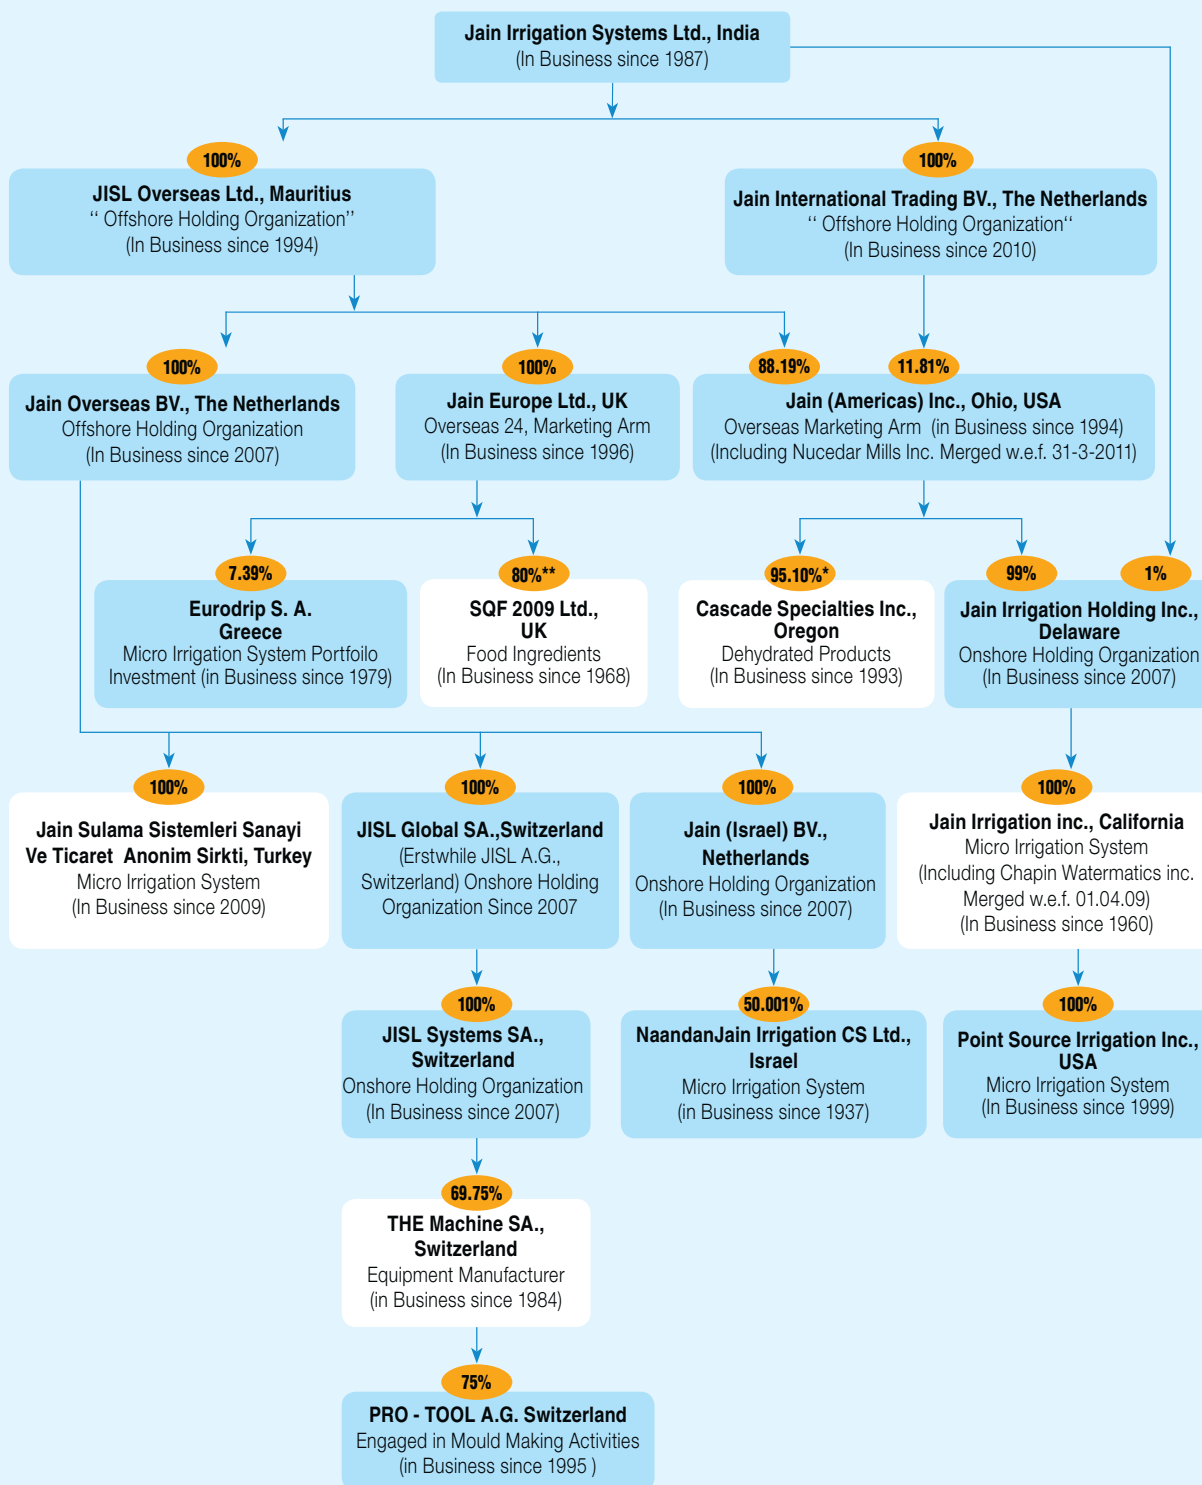 Jain Irrigation Systems Ltd., India
(In Business since 1987)
100%
JISL Overseas Ltd., Mauritius
‘‘ Offshore Holding Organization’’
(In Business since 1994)
100%
Jain International Trading BV., The Netherlands
‘‘ Offshore Holding Organization‘‘
(In Business since 2010)
100%
Jain Overseas BV., The Netherlands
Offshore Holding Organization
(In Business since 2007)
100%
Jain Europe Ltd., UK
Overseas 24, Marketing Arm
(In Business since 1996)
88.19%
11.81%
Jain (Americas) Inc., Ohio, USA
Overseas Marketing Arm (in Business since 1994)
(Including Nucedar Mills Inc. Merged w.e.f. 31-3-2011)
7.39%
Eurodrip S. A.
Greece
Micro Irrigation System Portfoilo
Investment (in Business since 1979)
80%**
SQF 2009 Ltd.,
UK
Food Ingredients
(In Business since 1968)
95.10%*
Cascade Specialties Inc.,
Oregon
Dehydrated Products
(In Business since 1993)
99%
1%
Jain Irrigation Holding Inc.,
Delaware
Onshore Holding Organization
(In Business since 2007)
100%
Jain Sulama Sistemleri Sanayi
Ve Ticaret Anonim Sirkti, Turkey
Micro Irrigation System
(In Business since 2009)
100%
JISL Global SA.,Switzerland
(Erstwhile JISL A.G.,
Switzerland) Onshore Holding
Organization Since 2007
100%
Jain (Israel) BV.,
Netherlands
Onshore Holding Organization
(In Business since 2007)
100%
Jain Irrigation inc., California
Micro Irrigation System
(Including Chapin Watermatics inc.
Merged w.e.f. 01.04.09)
(In Business since 1960)
100%
JISL Systems SA.,
Switzerland
Onshore Holding Organization
(In Business since 2007)
50.001%
NaandanJain Irrigation CS Ltd.,
Israel
Micro Irrigation System
(in Business since 1937)
100%
Point Source Irrigation Inc.,
USA
Micro Irrigation System
(In Business since 1999)
69.75%
THE Machine SA.,
Switzerland
Equipment Manufacturer
(in Business since 1984)
75%
PRO - TOOL A.G. Switzerland
Engaged in Mould Making Activities
(in Business since 1995 )